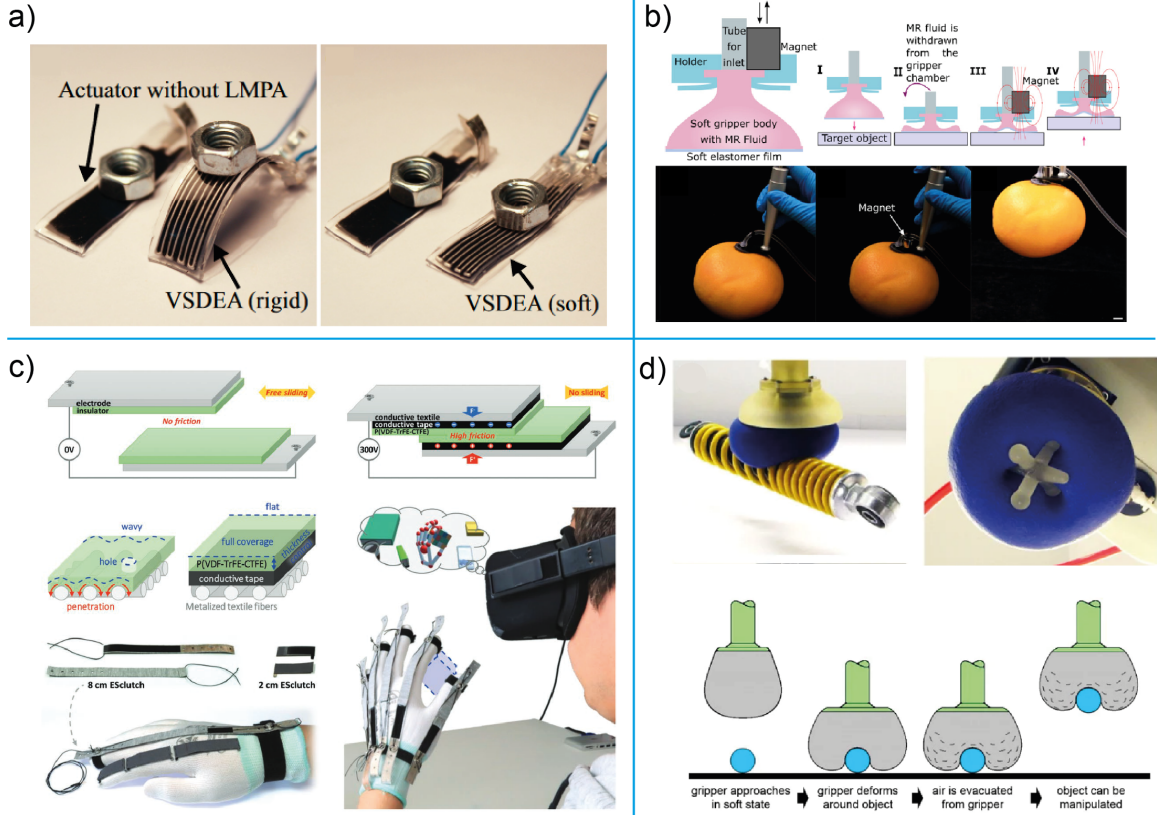 a)
Actuator without LMPA
VSDEA (rigid)
VSDEA (soft)
b)
Tube
for
inlet
Magnet
Holder
Soft gripper body
with MR Fluid
Soft elastomer film
I
Target object
II
MR fluid is
withdrawn
from the
gripper
chamber
III
Magnet
IV
Magnet
c)
electrode
insulator
Free sliding
No friction
0V
conductive textile
conductive tape
P(VDF-TrFE-CTFE)
F
High friction
F
No sliding
300V
wavy
hole
penetration
flat
full coverage
thickness
P(VDF-TrFE-CTFE)
conductive tape
Metalized textile fibers
8 cm ESclutch
2 cm ESclutch
d)
gripper approaches
in soft state
gripper deforms
around object
air is evacuated
from gripper
object can be
manipulated